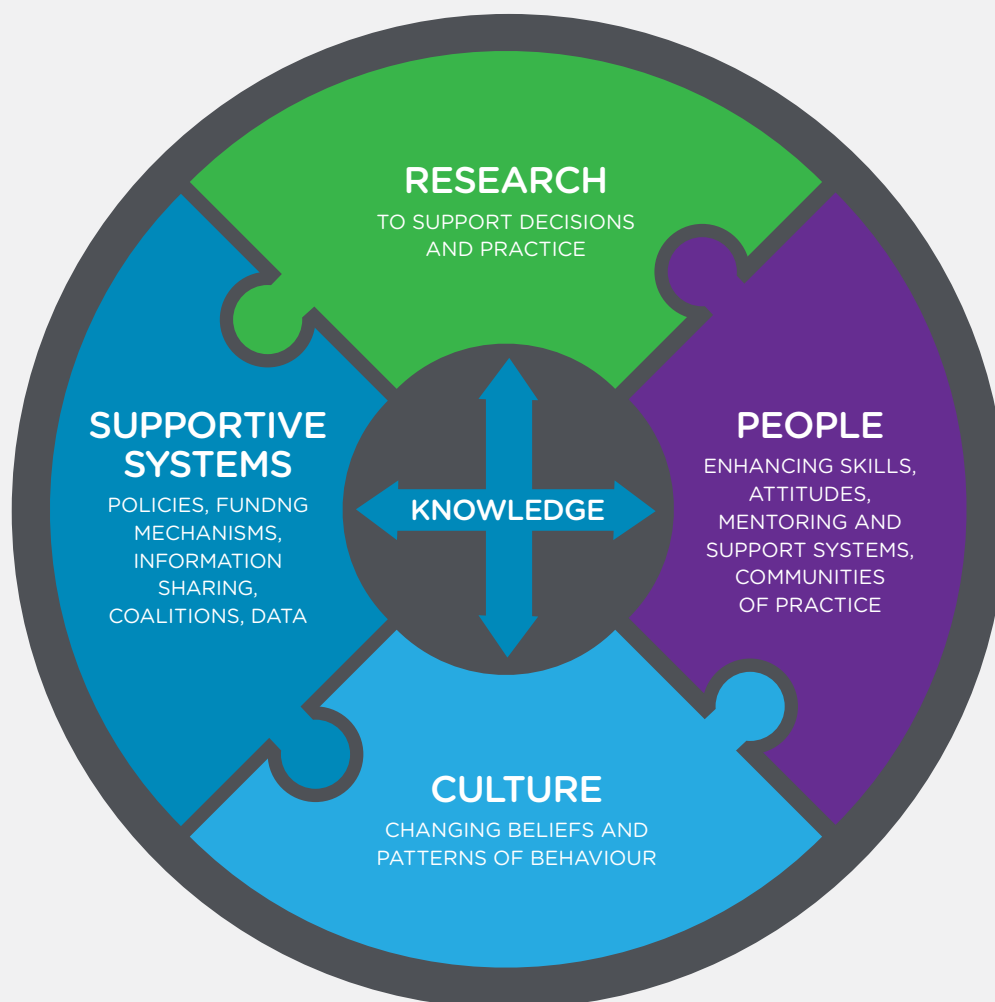 RESEARCH
TO SUPPORT DECISIONS
AND PRACTICE
SUPPORTIVE
SYSTEMS
POLICIES, FUNDNG
MECHANISMS,
INFORMATION
SHARING,
COALITIONS, DATA
KNOWLEDGE
PEOPLE
ENHANCING SKILLS,
ATTITUDES,
MENTORING AND
SUPPORT SYSTEMS,
COMMUNITIES
OF PRACTICE
CULTURE
CHANGING BELIEFS AND
PATTERNS OF BEHAVIOUR